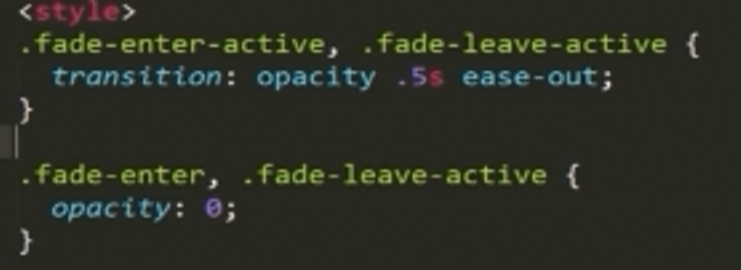 <style>
.fade-enter-active, .fade-leave-active {
  transition: opacity .5s ease-out;
}

.fade-enter, .fade-leave-active {
  opacity: 0;
}